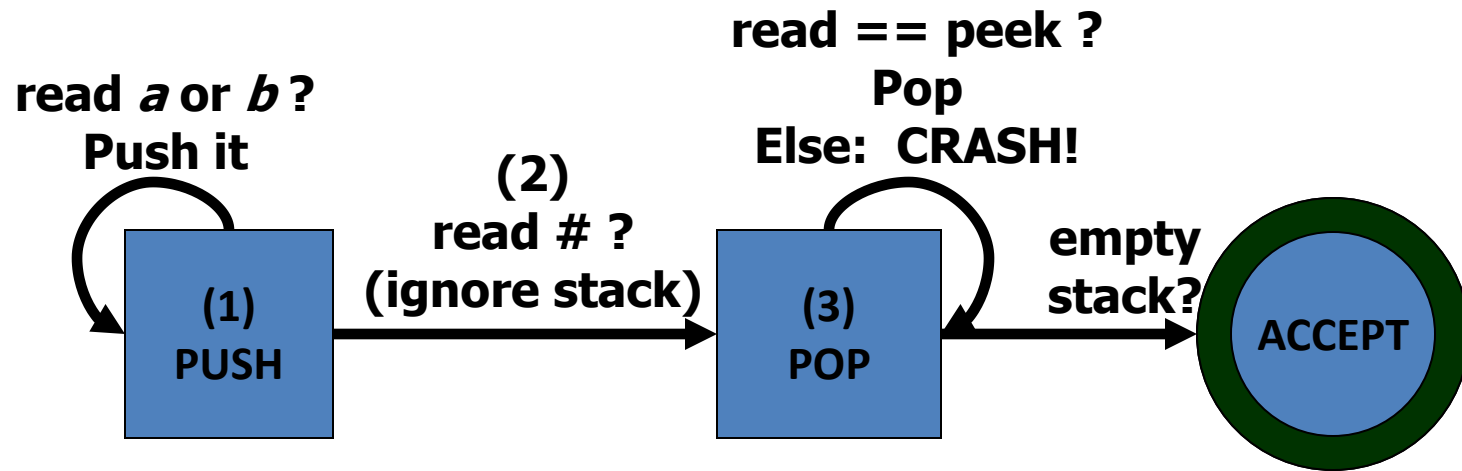 read a or b ?
Push it
(1)
PUSH
(2)
read # ?
(ignore stack)
read == peek ?
Pop
Else: CRASH!
(3)
POP
empty
stack?
ACCEPT